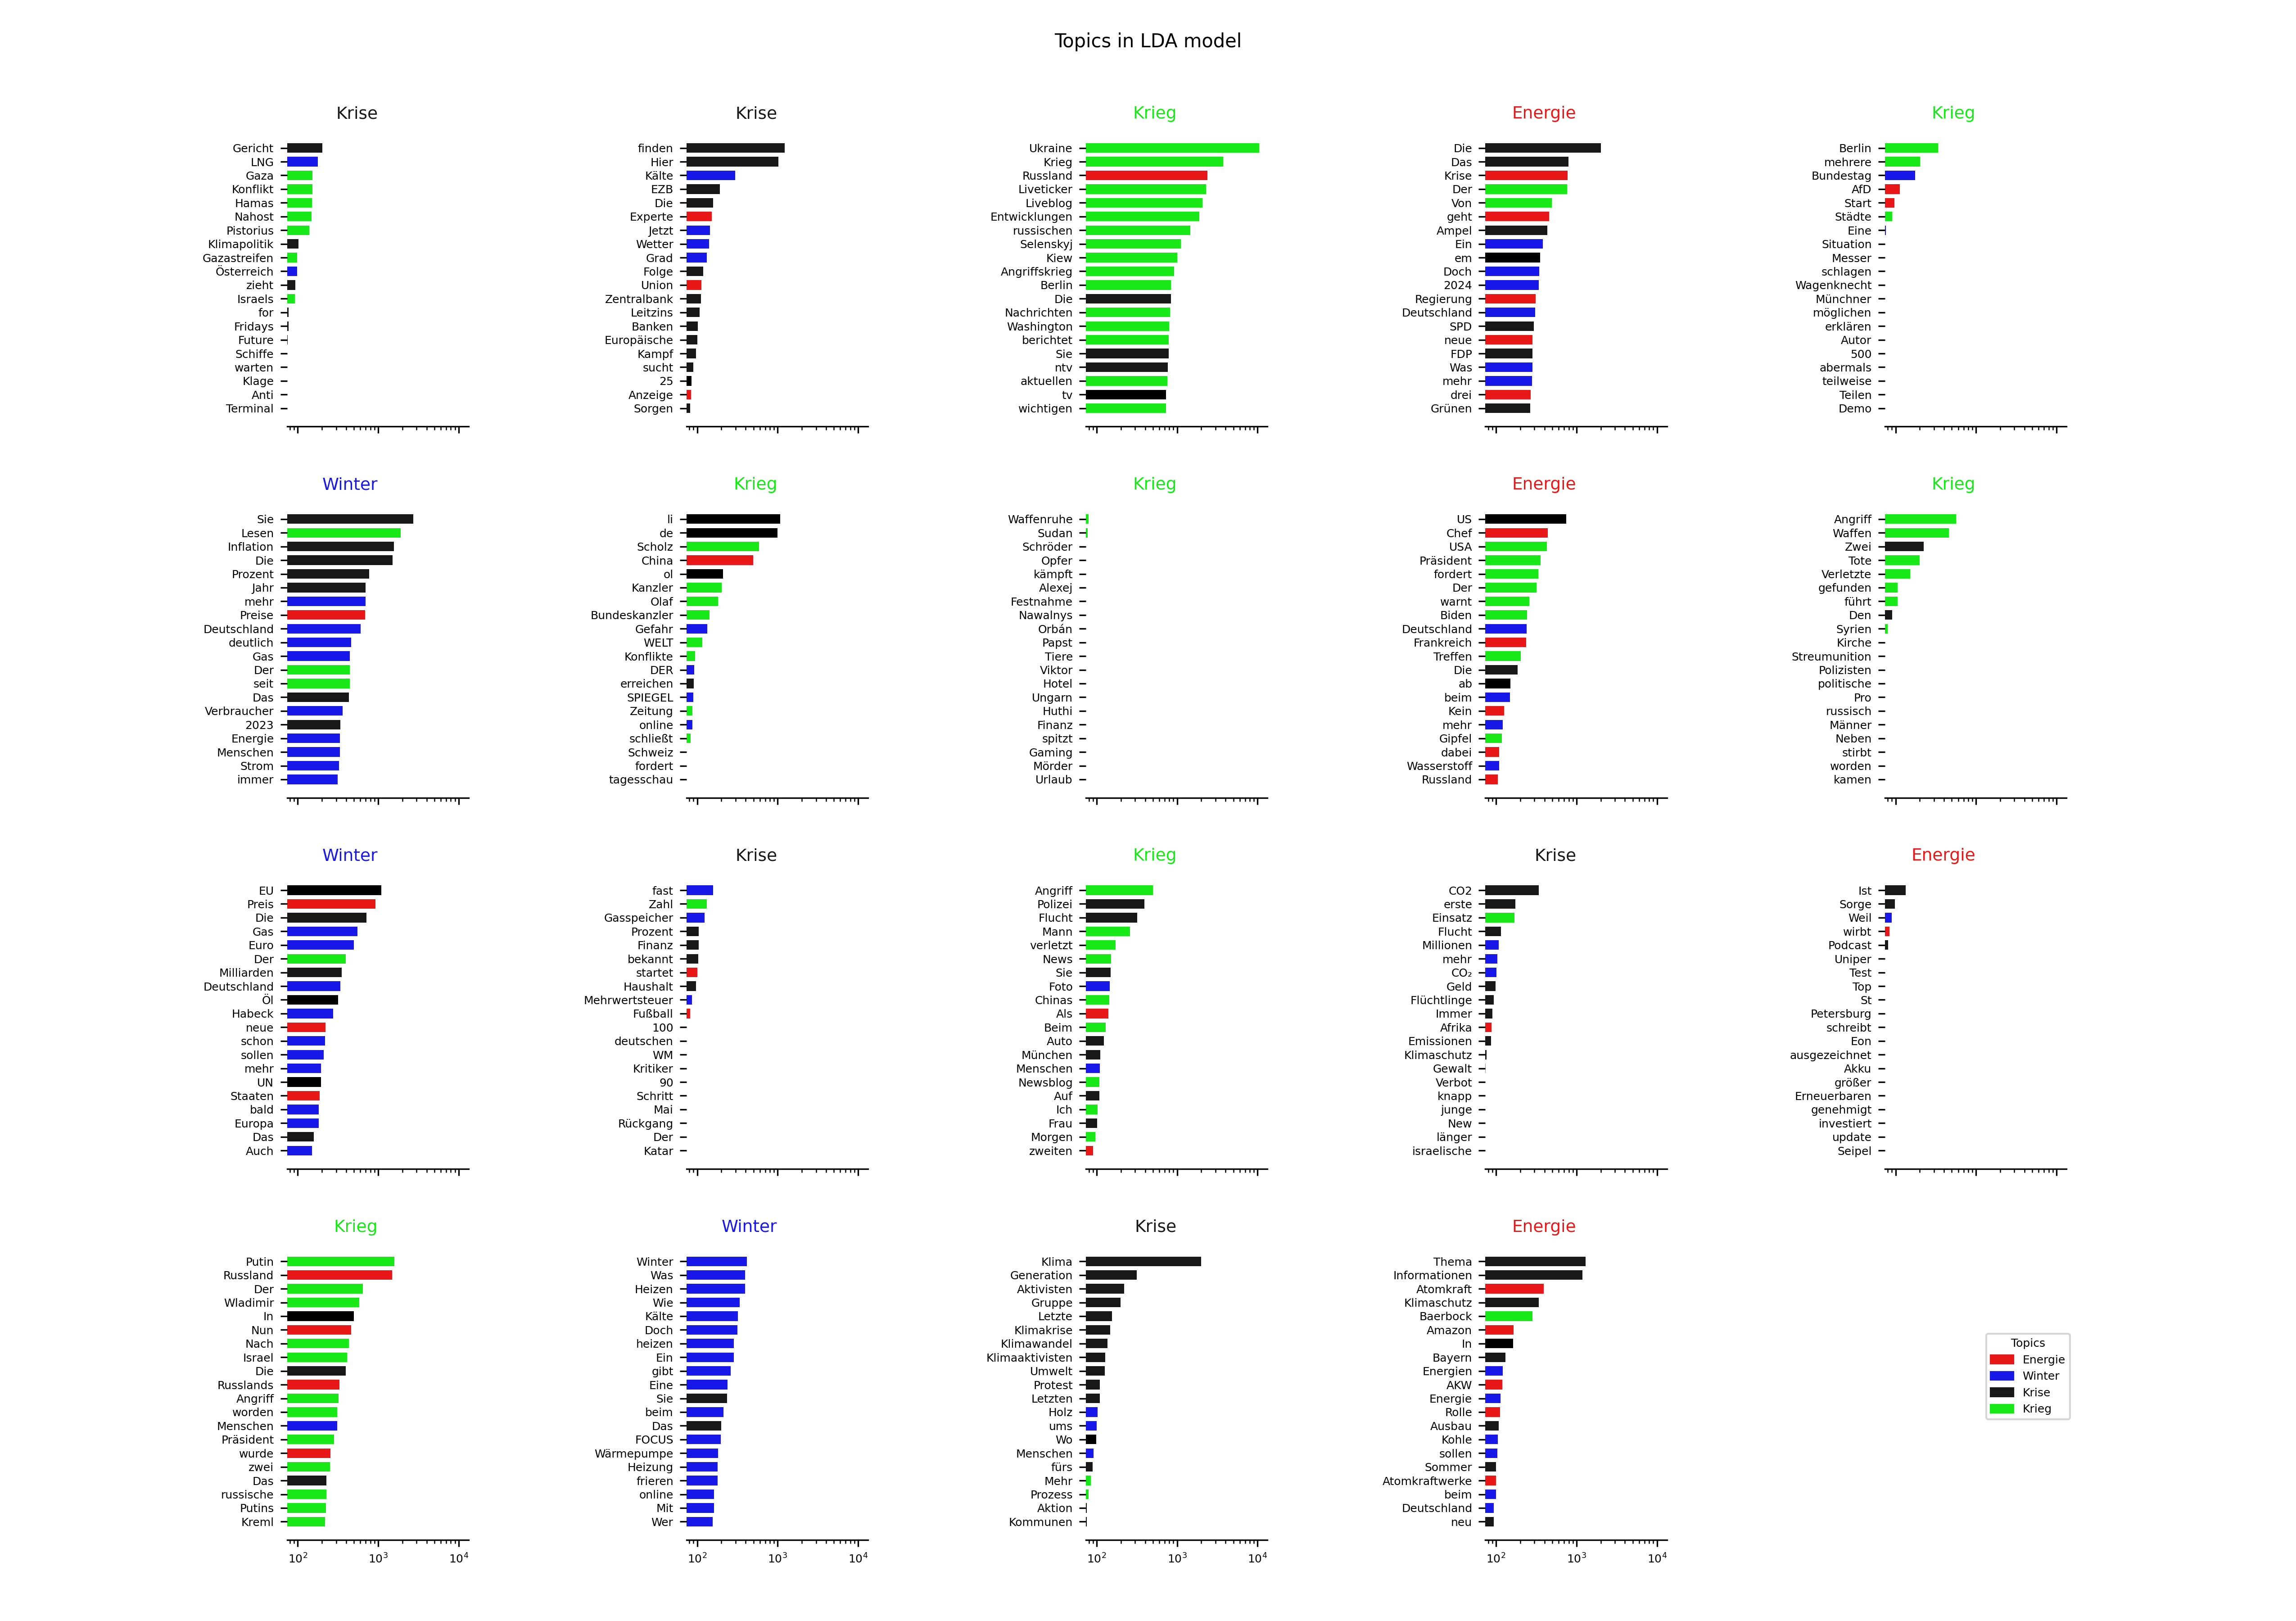 Topics in LDA model
Krise
Gericht
LNG
Gaza
Konflikt
Hamas
Nahost
Pistorius
Klimapolitik
Gazastreifen
Österreich
zieht
Israels
for
Fridays
Future
Schiffe
warten
Klage
Anti
Terminal
Krise
finden
Hier
Kälte
EZB
Die
Experte
Jetzt
Wetter
Grad
Folge
Union
Zentralbank
Leitzins
Banken
Europäische
Kampf
sucht
25
Anzeige
Sorgen
Krieg
Ukraine
Krieg
Russland
Liveticker
Liveblog
Entwicklungen
russischen
Selenskyj
Kiew
Angriffskrieg
Berlin
Die
Nachrichten
Washington
berichtet
Sie
ntv
aktuellen
tv
wichtigen
Energie
Die
Das
Krise
Der
Von
geht
Ampel
Ein
em
Doch
2024
Regierung
Deutschland
SPD
neue
FDP
Was
mehr
drei
Grünen
Krieg
Berlin
mehrere
Bundestag
AfD
Start
Städte
Eine
Situation
Messer
schlagen
Wagenknecht
Münchner
möglichen
erklären
Autor
500
abermals
teilweise
Teilen
Demo
Winter
Sie
Lesen
Inflation
Die
Prozent
Jahr
mehr
Preise
Deutschland
deutlich
Gas
Der
seit
Das
Verbraucher
2023
Energie
Menschen
Strom
immer
Krieg
li
de
Scholz
China
ol
Kanzler
Olaf
Bundeskanzler
Gefahr
WELT
Konflikte
DER
erreichen
SPIEGEL
Zeitung
online
schließt
Schweiz
fordert
tagesschau
Krieg
Waffenruhe
Sudan
Schröder
Opfer
kämpft
Alexej
Festnahme
Nawalnys
Orbán
Papst
Tiere
Viktor
Hotel
Ungarn
Huthi
Finanz
spitzt
Gaming
Mörder
Urlaub
Energie
US
Chef
USA
Präsident
fordert
Der
warnt
Biden
Deutschland
Frankreich
Treffen
Die
ab
beim
Kein
mehr
Gipfel
dabei
Wasserstoff
Russland
Krieg
Angriff
Waffen
Zwei
Tote
Verletzte
gefunden
führt
Den
Syrien
Kirche
Streumunition
Polizisten
politische
Pro
russisch
Männer
Neben
stirbt
worden
kamen
Winter
EU
Preis
Die
Gas
Euro
Der
Milliarden
Deutschland
Öl
Habeck
neue
schon
sollen
mehr
UN
Staaten
bald
Europa
Das
Auch
Krise
fast
Zahl
Gasspeicher
Prozent
Finanz
bekannt
startet
Haushalt
Mehrwertsteuer
Fußball
100
deutschen
WM
Kritiker
90
Schritt
Mai
Rückgang
Der
Katar
Krieg
Angriff
Polizei
Flucht
Mann
verletzt
News
Sie
Foto
Chinas
Als
Beim
Auto
München
Menschen
Newsblog
Auf
Ich
Frau
Morgen
zweiten
Krise
CO2
erste
Einsatz
Flucht
Millionen
mehr
CO₂
Geld
Flüchtlinge
Immer
Afrika
Emissionen
Klimaschutz
Gewalt
Verbot
knapp
junge
New
länger
israelische
Energie
Ist
Sorge
Weil
wirbt
Podcast
Uniper
Test
Top
St
Petersburg
schreibt
Eon
ausgezeichnet
Akku
größer
Erneuerbaren
genehmigt
investiert
update
Seipel
Krieg
Putin
Russland
Der
Wladimir
In
Nun
Nach
Israel
Die
Russlands
Angriff
worden
Menschen
Präsident
wurde
zwei
Das
russische
Putins
Kreml
10² 10³ 10⁴
Winter
Winter
Was
Heizen
Wie
Kälte
Doch
heizen
Ein
gibt
Eine
Sie
beim
Das
FOCUS
Wärmepumpe
Heizung
frieren
online
Mit
Wer
10² 10³ 10⁴
Krise
Klima
Generation
Aktivisten
Gruppe
Letzte
Klimakrise
Klimawandel
Klimaaktivisten
Umwelt
Protest
Letzten
Holz
ums
Wo
Menschen
fürs
Mehr
Prozess
Aktion
Kommunen
10² 10³ 10⁴
Energie
Thema
Informationen
Atomkraft
Klimaschutz
Baerbock
Amazon
In
Bayern
Energien
AKW
Energie
Rolle
Ausbau
Kohle
sollen
Sommer
Atomkraftwerke
beim
Deutschland
neu
10² 10³ 10⁴
Topics
Energie
Winter
Krise
Krieg